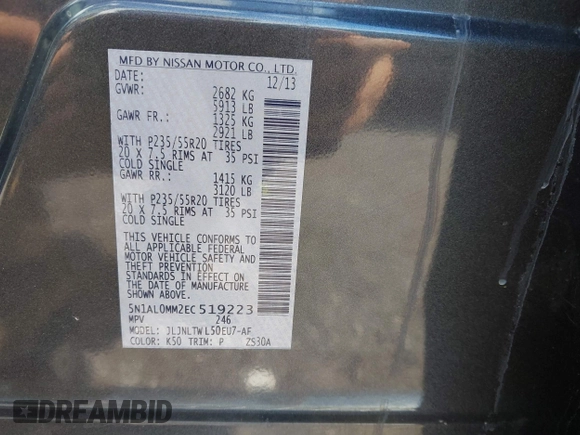 MFD BY NISSAN MOTOR CO., LTD.
DATE: 12/13
GVWR: 2682 KG
5913 LB
GAWR FR.: 1325 KG
2921 LB
WITH P235/55R20 TIRES
20 X 7.5 RIMS AT 35 PSI
COLD SINGLE
GAWR RR.: 1415 KG
3120 LB
WITH P235/55R20 TIRES
20 X 7.5 RIMS AT 35 PSI
COLD SINGLE
THIS VEHICLE CONFORMS TO
ALL APPLICABLE FEDERAL
MOTOR VEHICLE SAFETY AND
THEFT PREVENTION
STANDARDS IN EFFECT ON
THE DATE OF MANUFACTURE
SHOWN ABOVE.
5N1AL0MM2EC519223
MPV 246
MODEL: JLJNLTWL50EU7-AF
COLOR: K50 TRIM: P ZS30A
DREAMBID